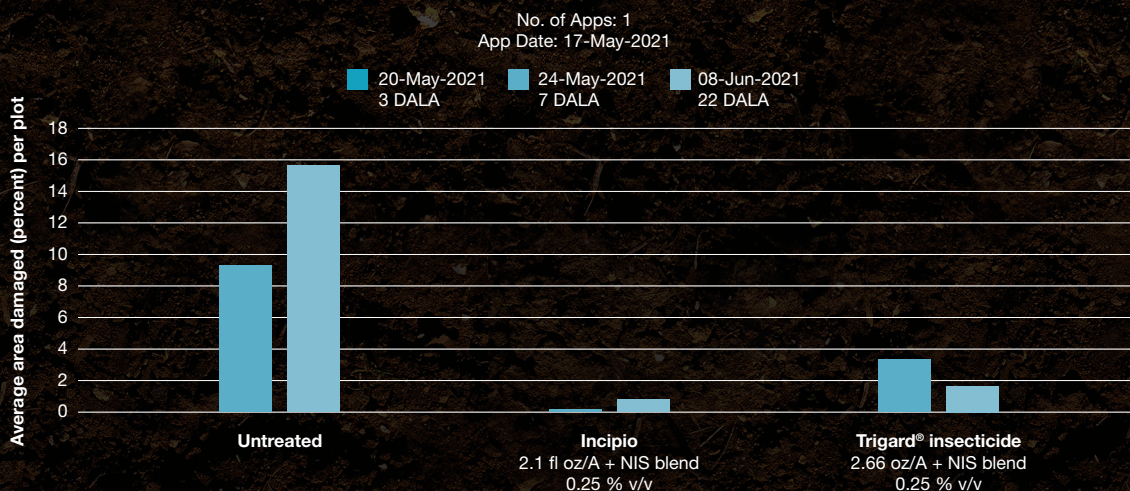 No. of Apps: 1
App Date: 17-May-2021
20-May-2021
3 DALA
24-May-2021
7 DALA
08-Jun-2021
22 DALA
Average area damaged (percent) per plot
18
16
14
12
10
8
6
4
2
0
Untreated
Incipio
2.1 fl oz/A + NIS blend
0.25 % v/v
Trigard® insecticide
2.66 oz/A + NIS blend
0.25 % v/v